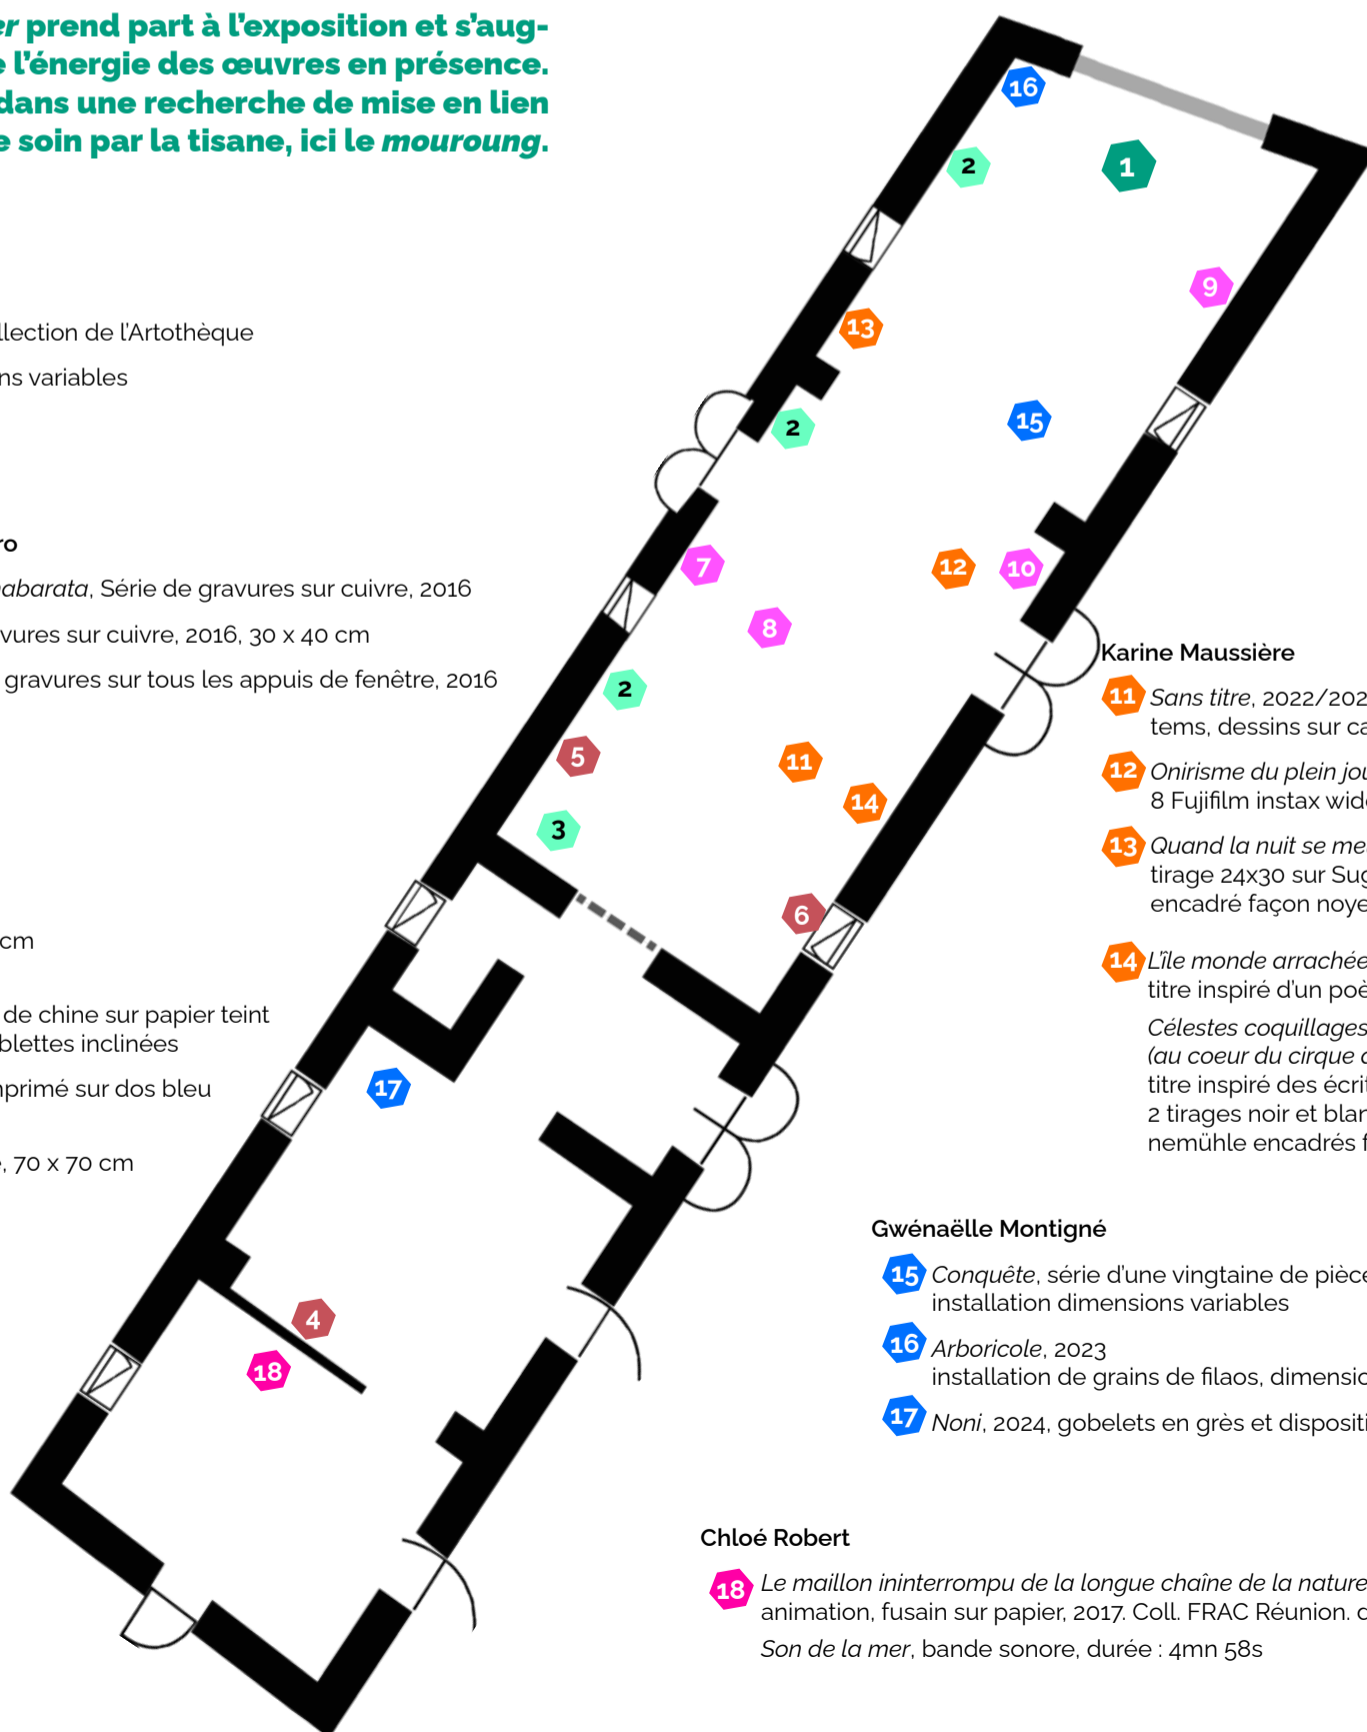 er prend part à l’exposition et s’aug-
e l’énergie des œuvres en présence.
dans une recherche de mise en lien
e soin par la tisane, ici le mouroung.
llection de l’Artothèque
ns variables
ro
abarata, Série de gravures sur cuivre, 2016
vures sur cuivre, 2016, 30 x 40 cm
gravures sur tous les appuis de fenêtre, 2016
cm
de chine sur papier teint
blettes inclinées
nprimé sur dos bleu
, 70 x 70 cm
16
2
1
9
13
2
15
7
12
10
8
2
5
11
14
3
6
17
4
18
Karine Maussière
11 Sans titre, 2022/202
tems, dessins sur ca
12 Onirisme du plein jou
8 Fujifilm instax wide
13 Quand la nuit se me
tirage 24x30 sur Sug
encadré façon noye
14 L’île monde arrachée
titre inspiré d’un poè
Célestes coquillages
(au coeur du cirque d
titre inspiré des écrit
2 tirages noir et blan
nemühle encadrés f
Gwénaëlle Montigné
15 Conquête, série d’une vingtaine de pièce
installation dimensions variables
16 Arboricole, 2023
installation de grains de filaos, dimensio
17 Noni, 2024, gobelets en grès et dispositi
Chloé Robert
18 Le maillon ininterrompu de la longue chaîne de la nature
animation, fusain sur papier, 2017. Coll. FRAC Réunion. d
Son de la mer, bande sonore, durée : 4mn 58s